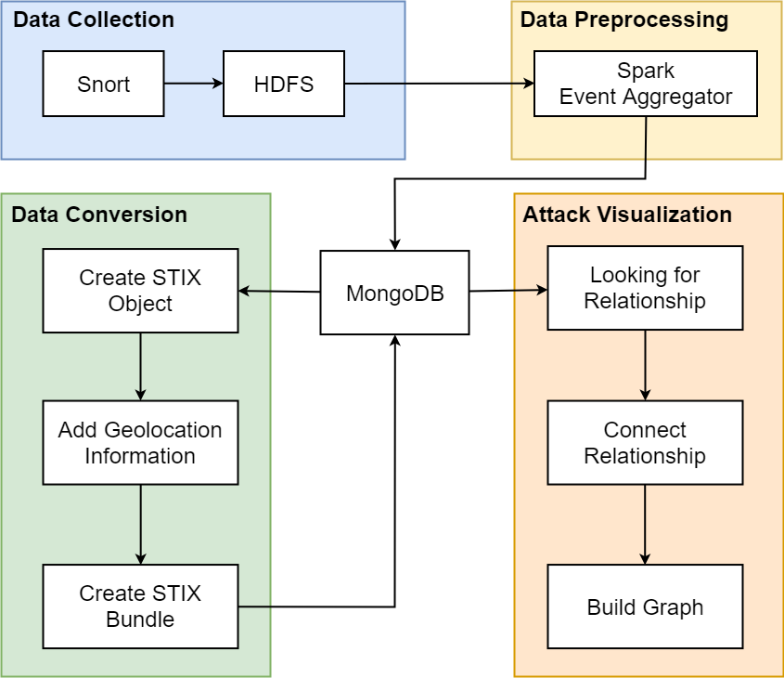 Data Collection
Snort
HDFS
Data Preprocessing
Spark
Event Aggregator
Data Conversion
Create STIX
Object
Add Geolocation
Information
Create STIX
Bundle
MongoDB
Attack Visualization
Looking for
Relationship
Connect
Relationship
Build Graph